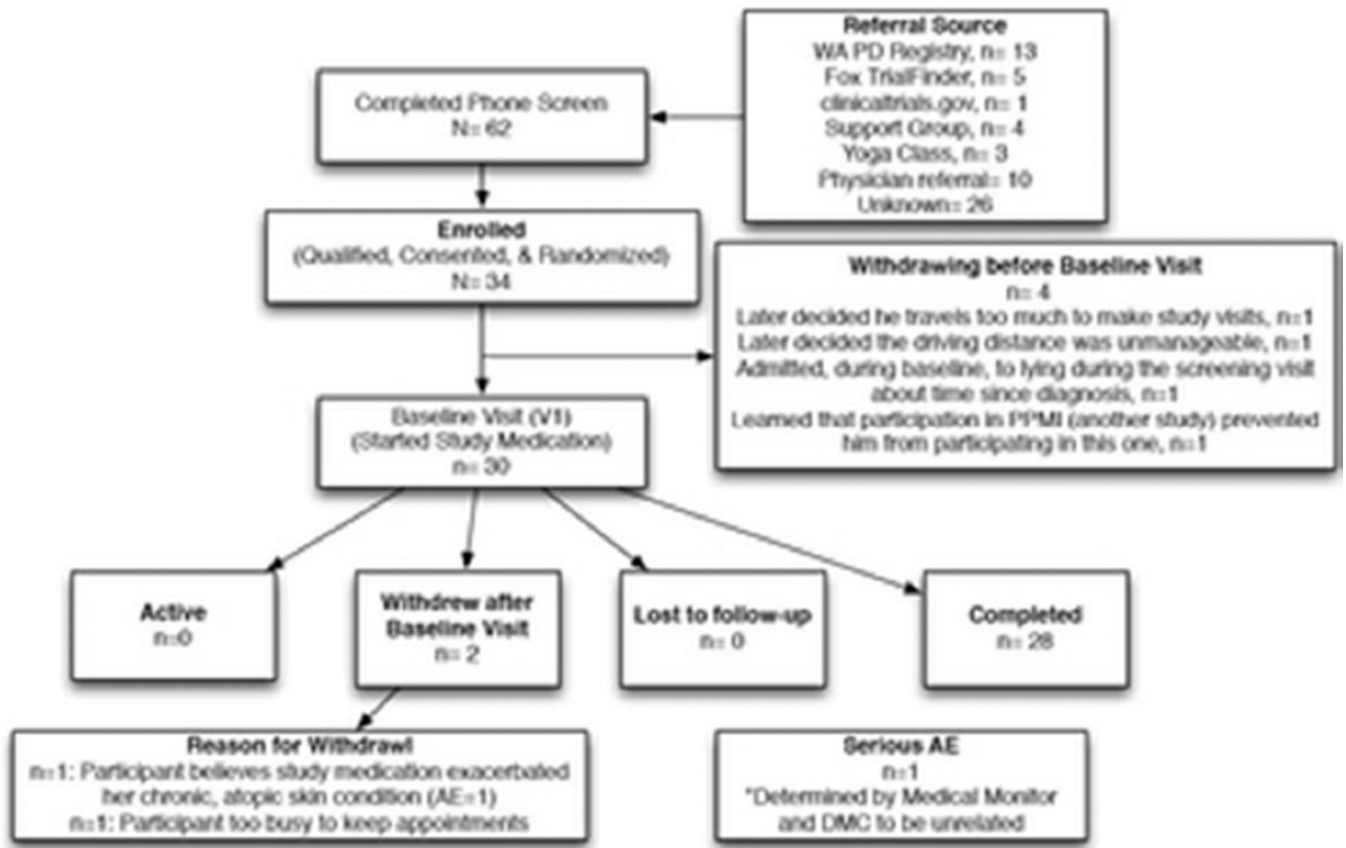 Referral Source
WA PD Registry, n= 13
Fox TrialFinder, n= 5
clinicaltrials.gov, n= 1
Support Group, n= 4
Yoga Class, n= 3
Physician referral= 10
Unknown= 26
Completed Phone Screen
N= 62
Enrolled
(Qualified, Consented, & Randomized)
N= 34
Withdrawing before Baseline Visit
n= 4
Later decided he travels too much to make study visits, n=1
Later decided the driving distance was unmanageable, n=1
Admitted, during baseline, to lying during the screening visit
about time since diagnosis, n=1
Learned that participation in PPMI (another study) prevented
him from participating in this one, n=1
Baseline Visit (V1)
(Started Study Medication)
n= 30
Active
n=0
Withdrew after
Baseline Visit
n= 2
Lost to follow-up
n= 0
Completed
n= 28
Reason for Withdrawl
n=1: Participant believes study medication exacerbated
her chronic, atopic skin condition (AE=1)
n=1: Participant too busy to keep appointments
Serious AE
n=1
*Determined by Medical Monitor
and DMC to be unrelated